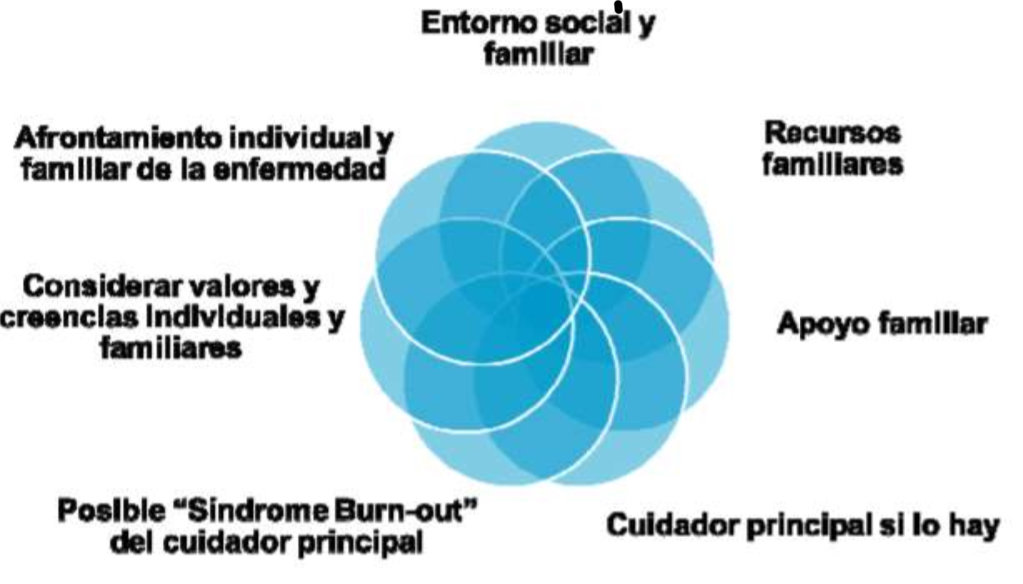 Entorno social y
familiar
Recursos
familiares
Apoyo familiar
Cuidador principal si lo hay
Posible “Síndrome Burn-out”
del cuidador principal
Considerar valores y
creencias individuales y
familiares
Afrontamiento individual y
familiar de la enfermedad